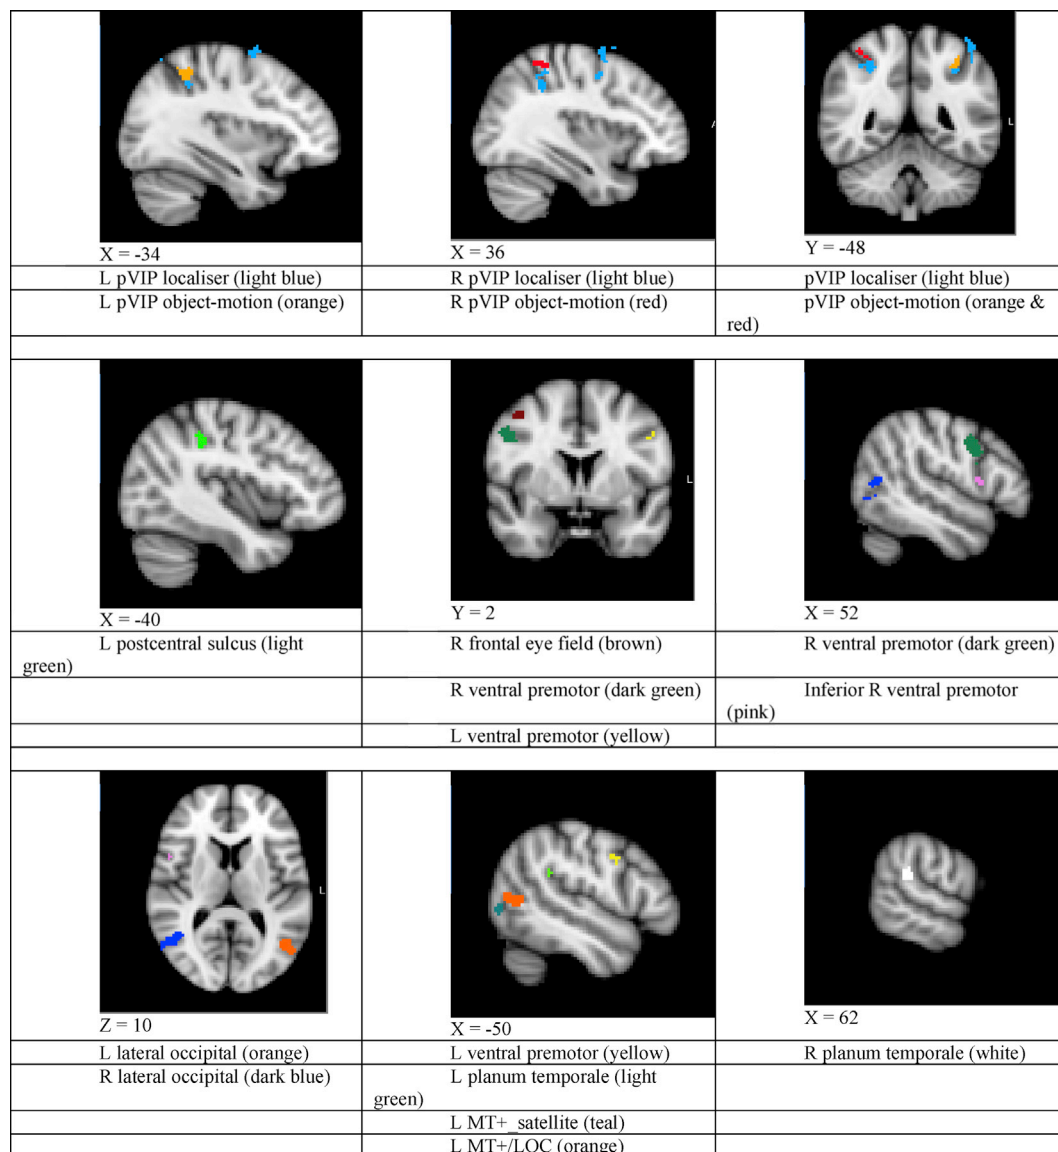 X = -34
X = 36
Y = -48
L
L pVIP localiser (light blue)
R pVIP localiser (light blue)
pVIP localiser (light blue)
L pVIP object-motion (orange)
R pVIP object-motion (red)
pVIP object-motion (orange &
red)
X = -40
Y = 2
L
X = 52
L postcentral sulcus (light
green)
R frontal eye field (brown)
R ventral premotor (dark green)
R ventral premotor (dark green)
Inferior R ventral premotor
(pink)
L ventral premotor (yellow)
Z = 10
L
X = -50
X = 62
L lateral occipital (orange)
L ventral premotor (yellow)
R planum temporale (white)
R lateral occipital (dark blue)
L planum temporale (light
green)
L MT+_satellite (teal)
L MT+/LOC (orange)